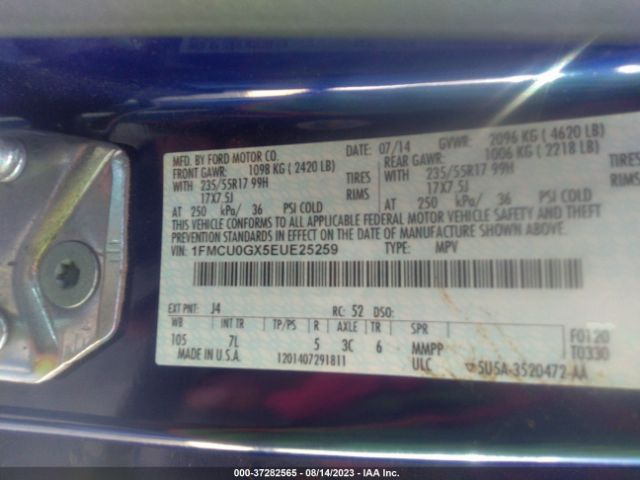 MFD. BY FORD MOTOR CO.
DATE: 07/14 GVWR: 2096 KG ( 4620 LB)
FRONT GAWR: 1098 KG ( 2420 LB)
REAR GAWR: 1006 KG ( 2218 LB)
WITH 235/55R17 99H TIRES
WITH 235/55R17 99H TIRES
17X7.5J RIMS
17X7.5J RIMS
AT 250 kPa/ 36 PSI COLD
AT 250 kPa/ 36 PSI COLD
THIS VEHICLE CONFORMS TO ALL APPLICABLE FEDERAL MOTOR VEHICLE SAFETY AND THEFT
PREVENTION STANDARDS IN EFFECT ON THE DATE OF MANUFACTURE SHOWN ABOVE.
VIN: 1FMCU0GX5EUE25259 TYPE: MPV
EXT PNT: J4 RC: 52 DSO:
WB INT TR TP/PS R AXLE TR SPR
105 7L 5 3C 6 MMPP
F0120
T0330
MADE IN U.S.A. 1201407291811 ULC 5U5A-3520472-AA
000-37282565 - 08/14/2023 - IAA Inc.